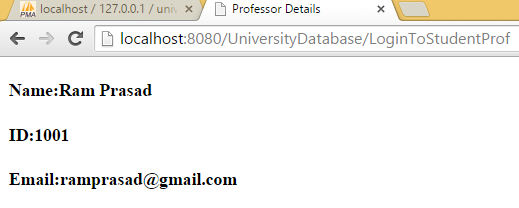 PMA localhost / 127.0.0.1 / univ
Professor Details
localhost:8080/UniversityDatabase/LoginToStudentProf
Name:Ram Prasad
ID:1001
Email:ramprasad@gmail.com